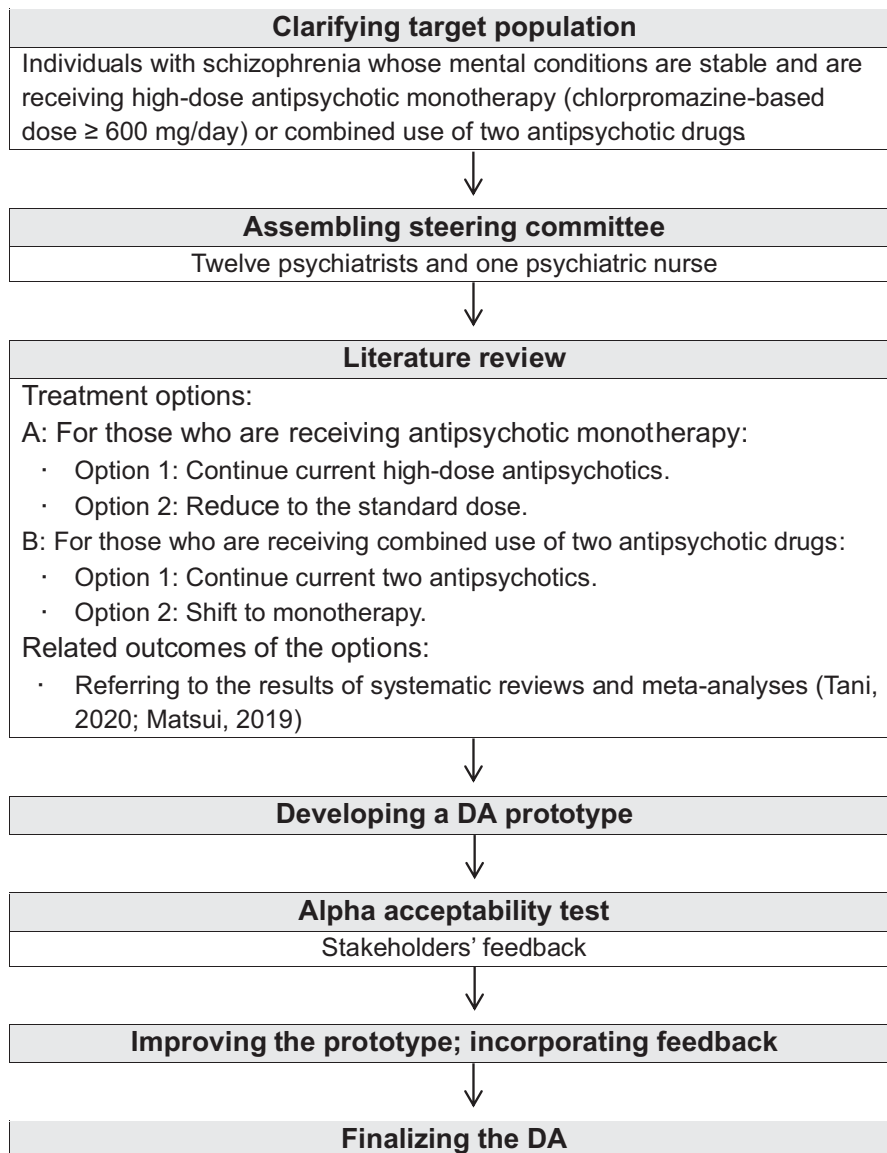 Clarifying target population
Individuals with schizophrenia whose mental conditions are stable and are
receiving high-dose antipsychotic monotherapy (chlorpromazine-based
dose ≥ 600 mg/day) or combined use of two antipsychotic drugs.
Assembling steering committee
Twelve psychiatrists and one psychiatric nurse
Literature review
Treatment options:
A: For those who are receiving antipsychotic monotherapy:
· Option 1: Continue current high-dose antipsychotics.
· Option 2: Reduce to the standard dose.
B: For those who are receiving combined use of two antipsychotic drugs:
· Option 1: Continue current two antipsychotics.
· Option 2: Shift to monotherapy.
Related outcomes of the options:
· Referring to the results of systematic reviews and meta-analyses (Tani,
2020; Matsui, 2019)
Developing a DA prototype
Alpha acceptability test
Stakeholders’ feedback
Improving the prototype; incorporating feedback
Finalizing the DA